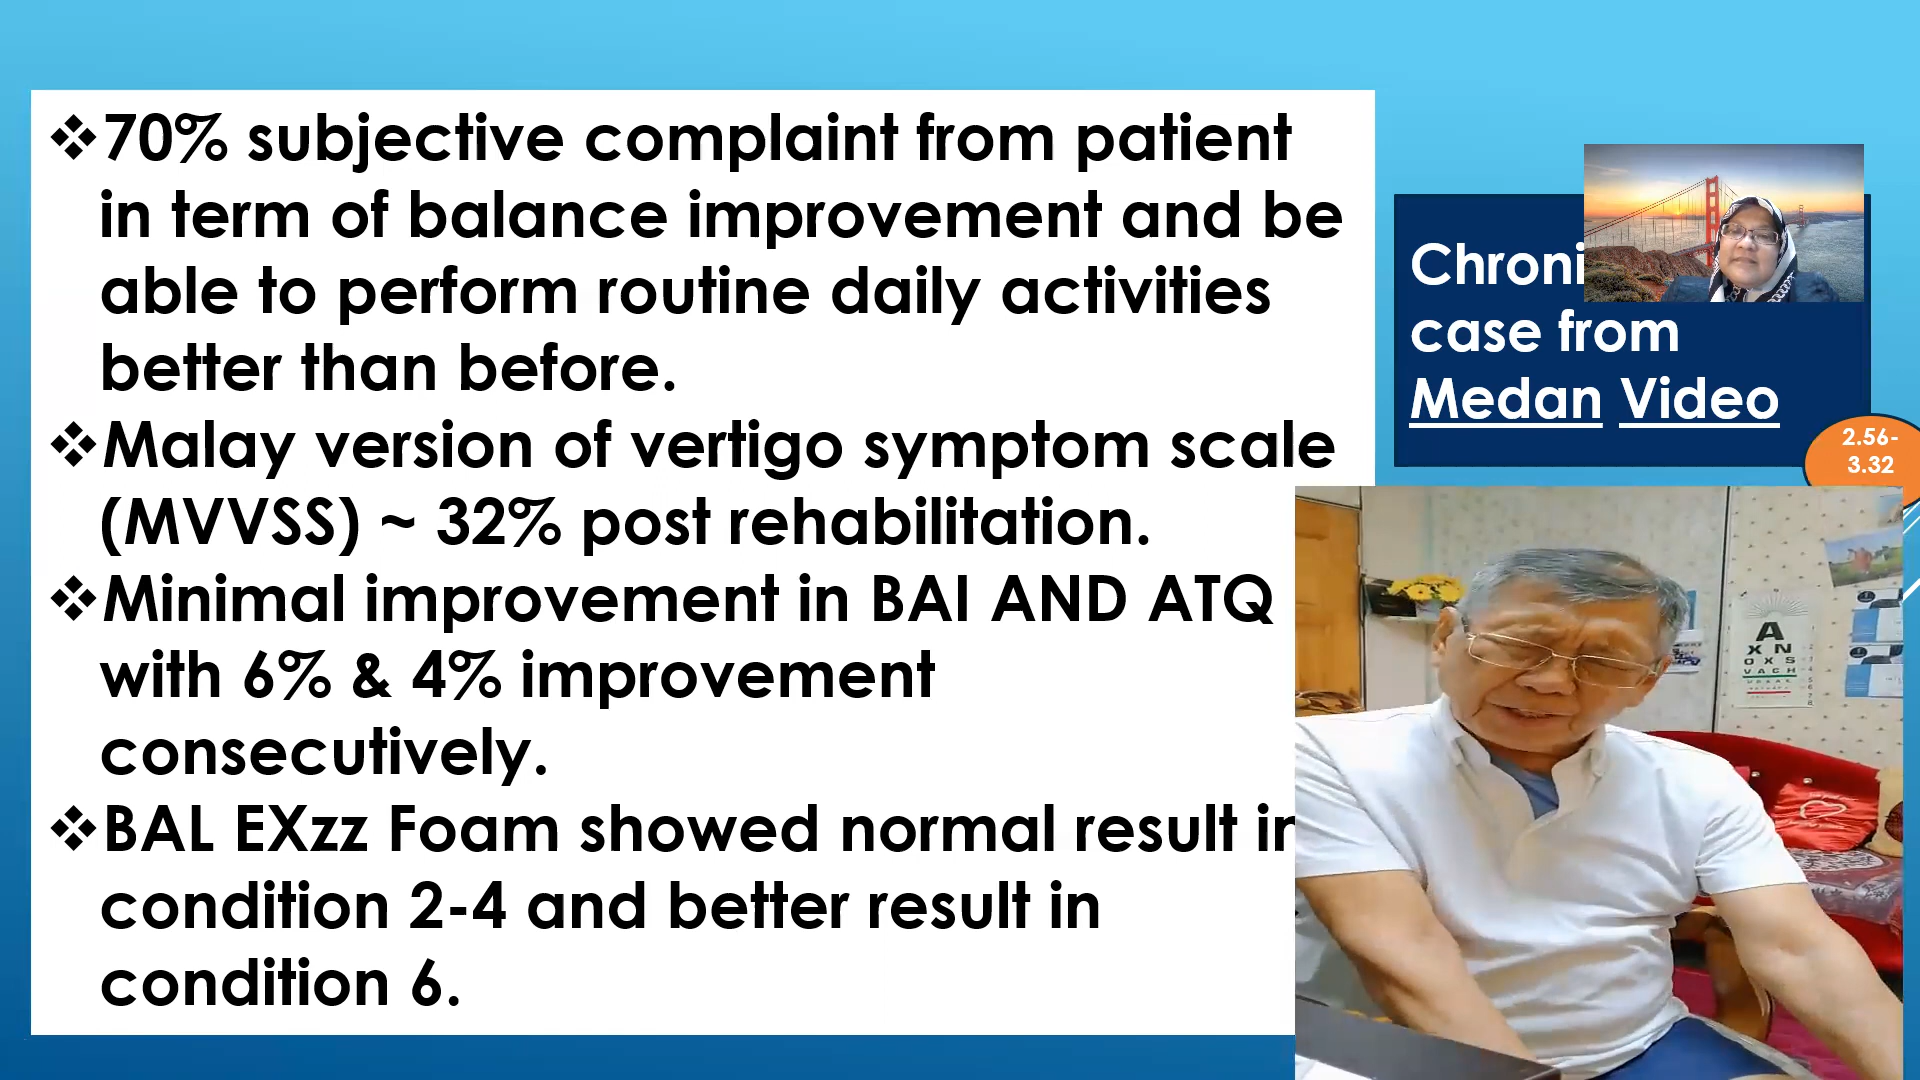 ❖70% subjective complaint from patient
in term of balance improvement and be
able to perform routine daily activities
better than before.
❖Malay version of vertigo symptom scale
(MVVSS) ~ 32% post rehabilitation.
❖Minimal improvement in BAI AND ATQ
with 6% & 4% improvement
consecutively.
❖BAL EXzz Foam showed normal result in
condition 2-4 and better result in
condition 6.
Chroni
case from
Medan Video
2.56-
3.32
A
X N
O X S
V A C H